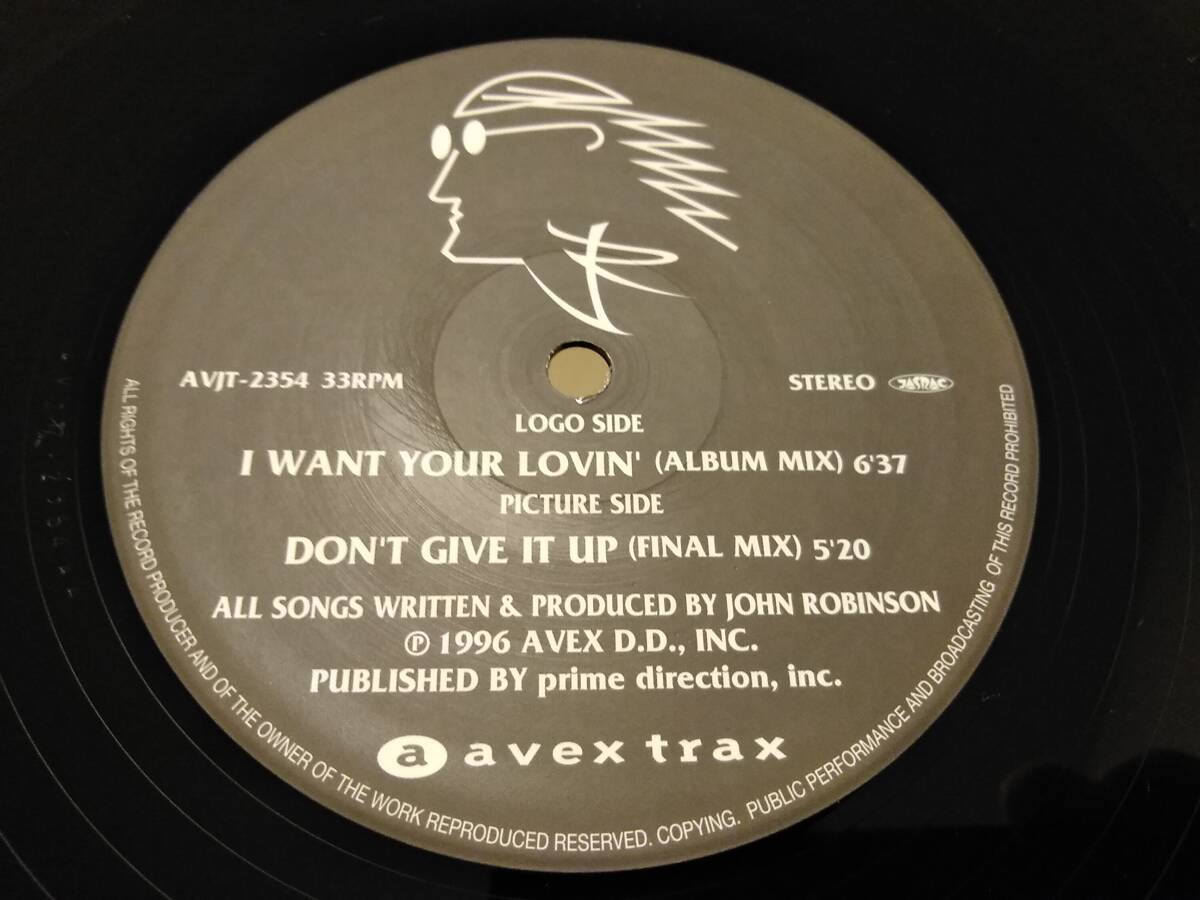 AVJT-2354 33RPM
STEREO JASRAC
LOGO SIDE
I WANT YOUR LOVIN' (ALBUM MIX) 6'37
PICTURE SIDE
DON'T GIVE IT UP (FINAL MIX) 5'20
ALL SONGS WRITTEN & PRODUCED BY JOHN ROBINSON
℗ 1996 AVEX D.D., INC.
PUBLISHED BY prime direction, inc.
a avex trax
ALL RIGHTS OF THE RECORD PRODUCER AND OF THE OWNER OF THE WORK REPRODUCED RESERVED. COPYING. PUBLIC PERFORMANCE AND BROADCASTING OF THIS RECORD PROHIBITED